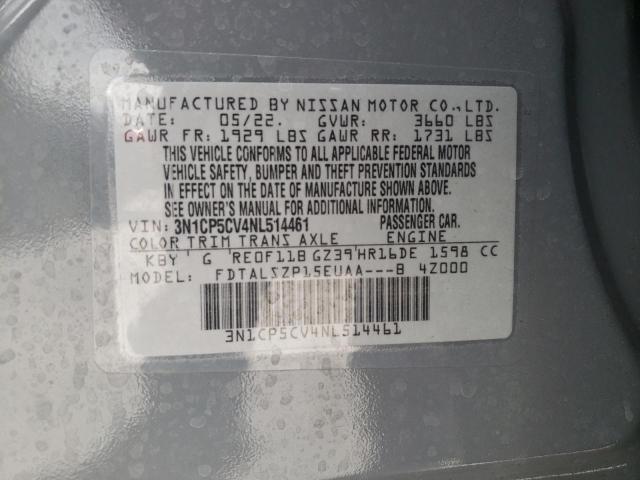 MANUFACTURED BY NISSAN MOTOR CO.,LTD.
DATE: 05/22. GVWR: 3660 LBS
GAWR FR: 1929 LBS GAWR RR: 1731 LBS
THIS VEHICLE CONFORMS TO ALL APPLICABLE FEDERAL MOTOR
VEHICLE SAFETY, BUMPER AND THEFT PREVENTION STANDARDS
IN EFFECT ON THE DATE OF MANUFACTURE SHOWN ABOVE.
SEE OWNER'S MANUAL FOR ADDITIONAL INFORMATION.
VIN: 3N1CP5CV4NL514461 PASSENGER CAR.
COLOR TRIM TRANS AXLE ENGINE
KBY G RE0F11B GZ39 HR16DE 1598 CC
FDTALSZP15EUAA---B 4Z000
3N1CP5CV4NL514461